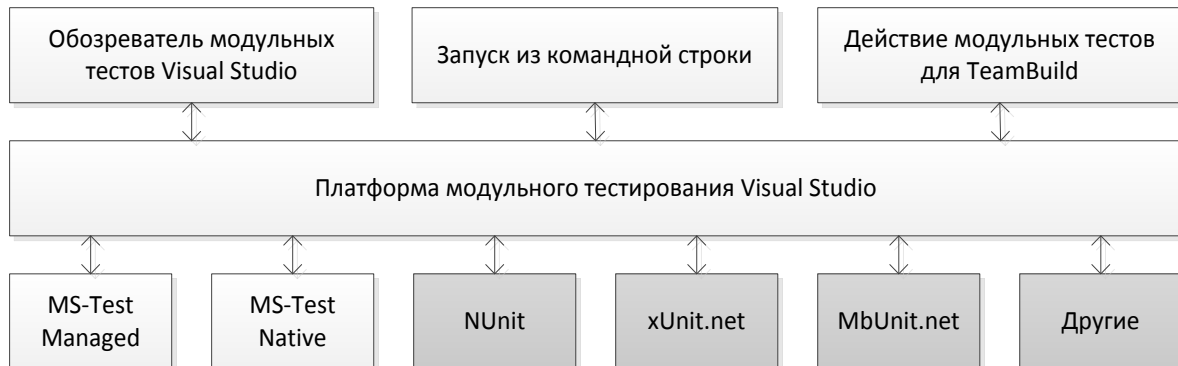 Обозреватель модульных
тестов Visual Studio
Запуск из командной строки
Действие модульных тестов
для TeamBuild
Платформа модульного тестирования Visual Studio
MS-Test
Managed
MS-Test
Native
NUnit
xUnit.net
MbUnit.net
Другие